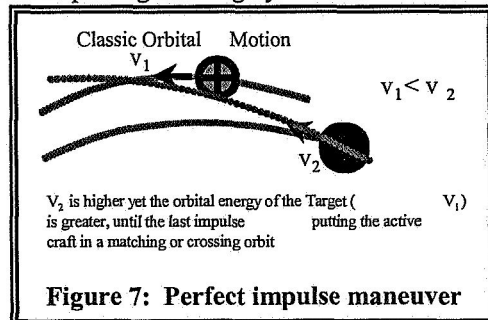 Classic Orbital Motion
V1
V1 < V2
V2
V2 is higher yet the orbital energy of the Target ( V1)
is greater, until the last impulse putting the active
craft in a matching or crossing orbit
Figure 7: Perfect impulse maneuver